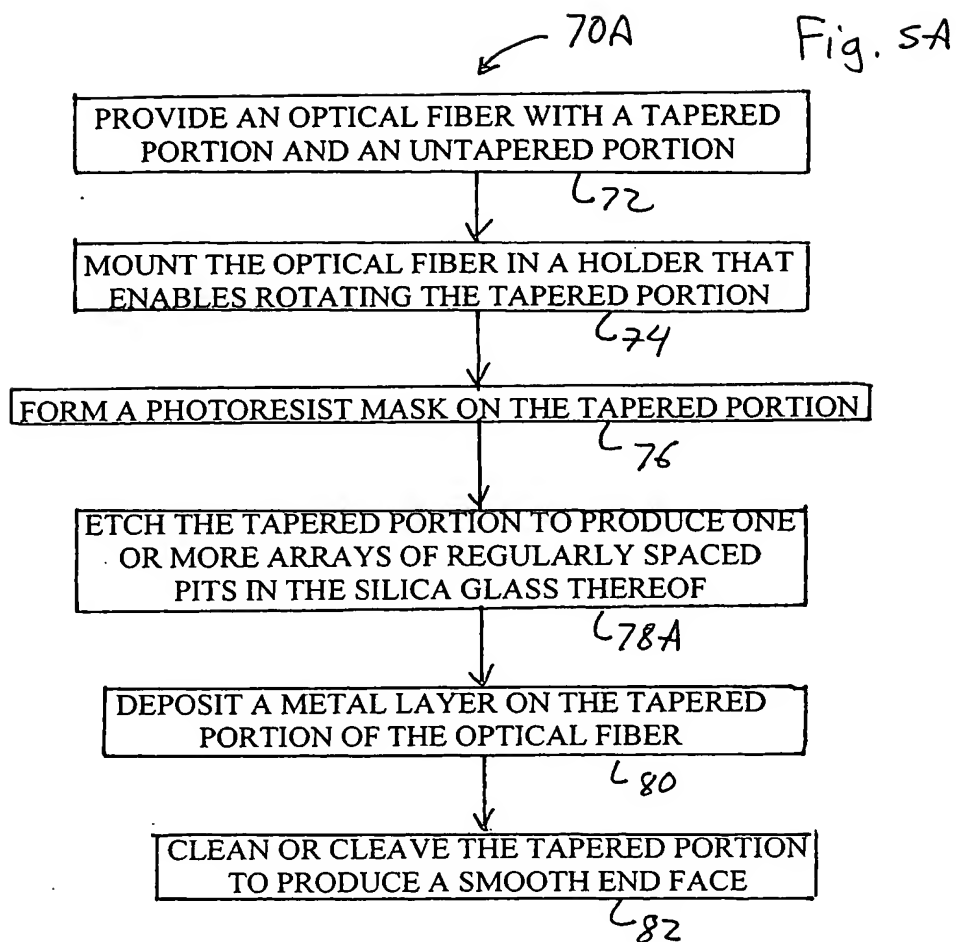 70A
Fig. 5A
PROVIDE AN OPTICAL FIBER WITH A TAPERED
PORTION AND AN UNTAPERED PORTION
72
MOUNT THE OPTICAL FIBER IN A HOLDER THAT
ENABLES ROTATING THE TAPERED PORTION
74
FORM A PHOTORESIST MASK ON THE TAPERED PORTION
76
ETCH THE TAPERED PORTION TO PRODUCE ONE
OR MORE ARRAYS OF REGULARLY SPACED
PITS IN THE SILICA GLASS THEREOF
78A
DEPOSIT A METAL LAYER ON THE TAPERED
PORTION OF THE OPTICAL FIBER
80
CLEAN OR CLEAVE THE TAPERED PORTION
TO PRODUCE A SMOOTH END FACE
82